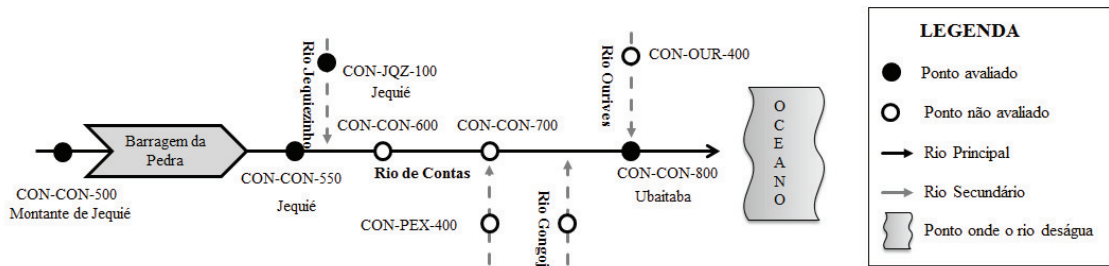 Rio Jequiezinho
CON-JQZ-100
Jequié
Rio Ourives
CON-OUR-400
Barragem da
Pedra
CON-CON-600
CON-CON-700
CON-CON-500
Montante de Jequié
CON-CON-550
Jequié
Rio de Contas
CON-CON-800
Ubaitaba
CON-PEX-400
Rio Gongoj
OCEANO
LEGENDA
Ponto avaliado
Ponto não avaliado
Rio Principal
Rio Secundário
Ponto onde o rio deságua